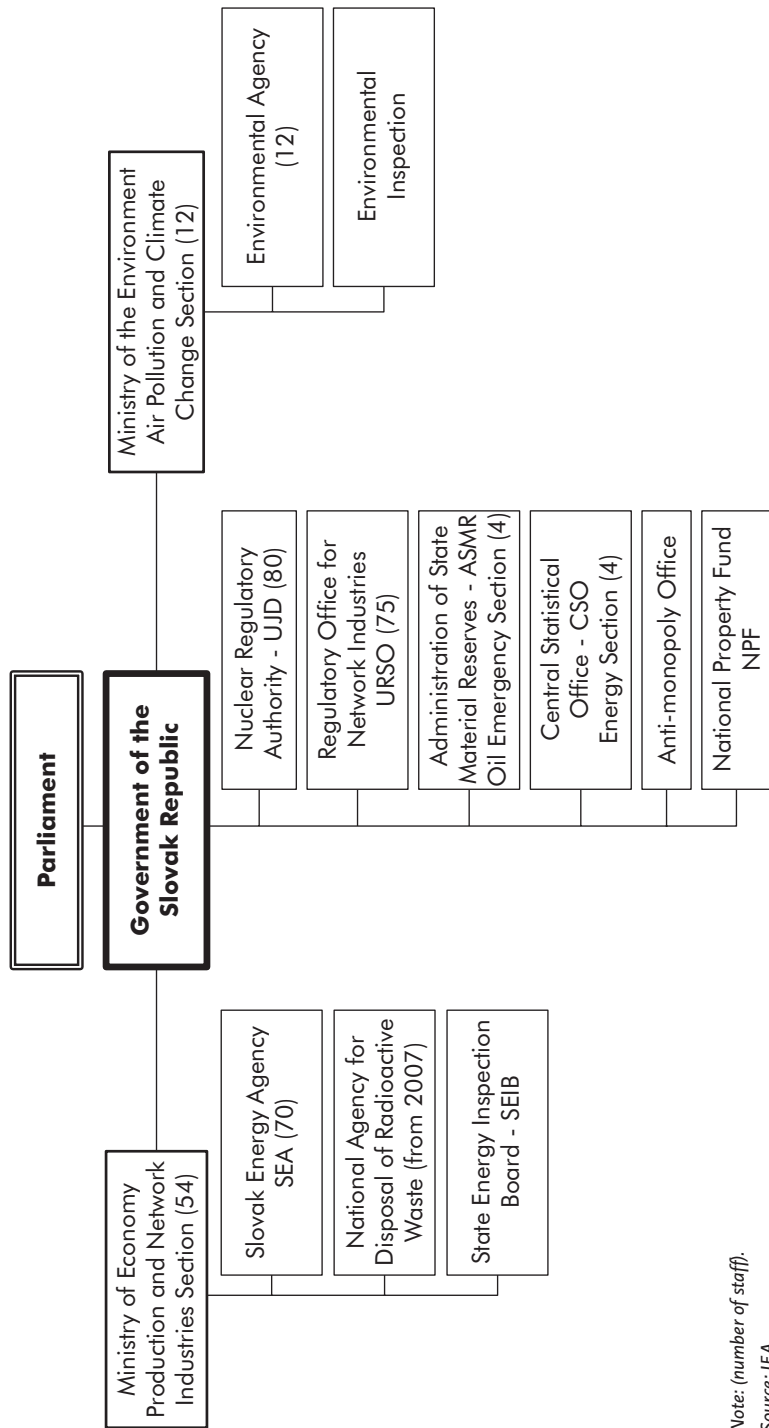 Parliament
Government of the
Slovak Republic
Ministry of Economy
Production and Network
Industries Section (54)
Slovak Energy Agency
SEA (70)
National Agency for
Disposal of Radioactive
Waste (from 2007)
State Energy Inspection
Board - SEIB
Nuclear Regulatory
Authority - UJD (80)
Regulatory Office for
Network Industries
URSO (75)
Administration of State
Material Reserves - ASMR
Oil Emergency Section (4)
Central Statistical
Office - CSO
Energy Section (4)
Anti-monopoly Office
National Property Fund
NPF
Ministry of the Environment
Air Pollution and Climate
Change Section (12)
Environmental Agency
(12)
Environmental
Inspection
Note: (number of staff).
Source: IEA